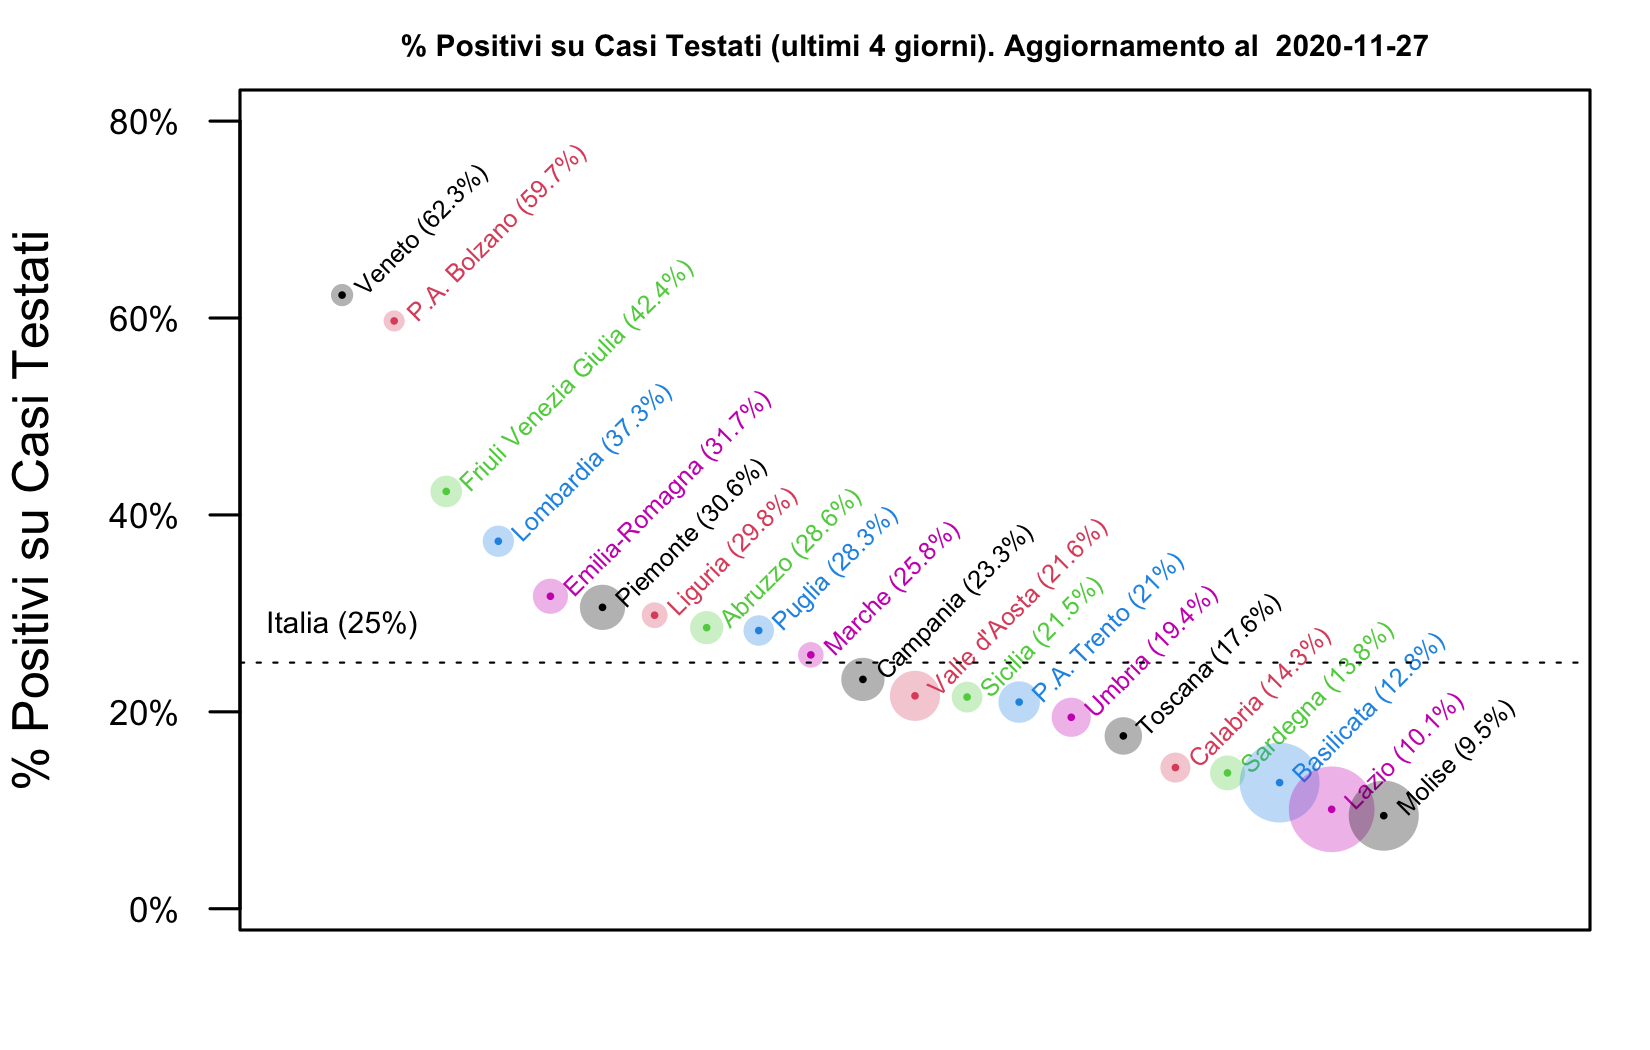 % Positivi su Casi Testati (ultimi 4 giorni). Aggiornamento al  2020-11-27
% Positivi su Casi Testati
80%
60%
40%
20%
0%
Veneto (62.3%)
P.A. Bolzano (59.7%)
Friuli Venezia Giulia (42.4%)
Lombardia (37.3%)
Emilia-Romagna (31.7%)
Piemonte (30.6%)
Liguria (29.8%)
Abruzzo (28.6%)
Puglia (28.3%)
Marche (25.8%)
Italia (25%)
Campania (23.3%)
Valle d'Aosta (21.6%)
Sicilia (21.5%)
P.A. Trento (21%)
Umbria (19.4%)
Toscana (17.6%)
Calabria (14.3%)
Sardegna (13.8%)
Basilicata (12.8%)
Lazio (10.1%)
Molise (9.5%)